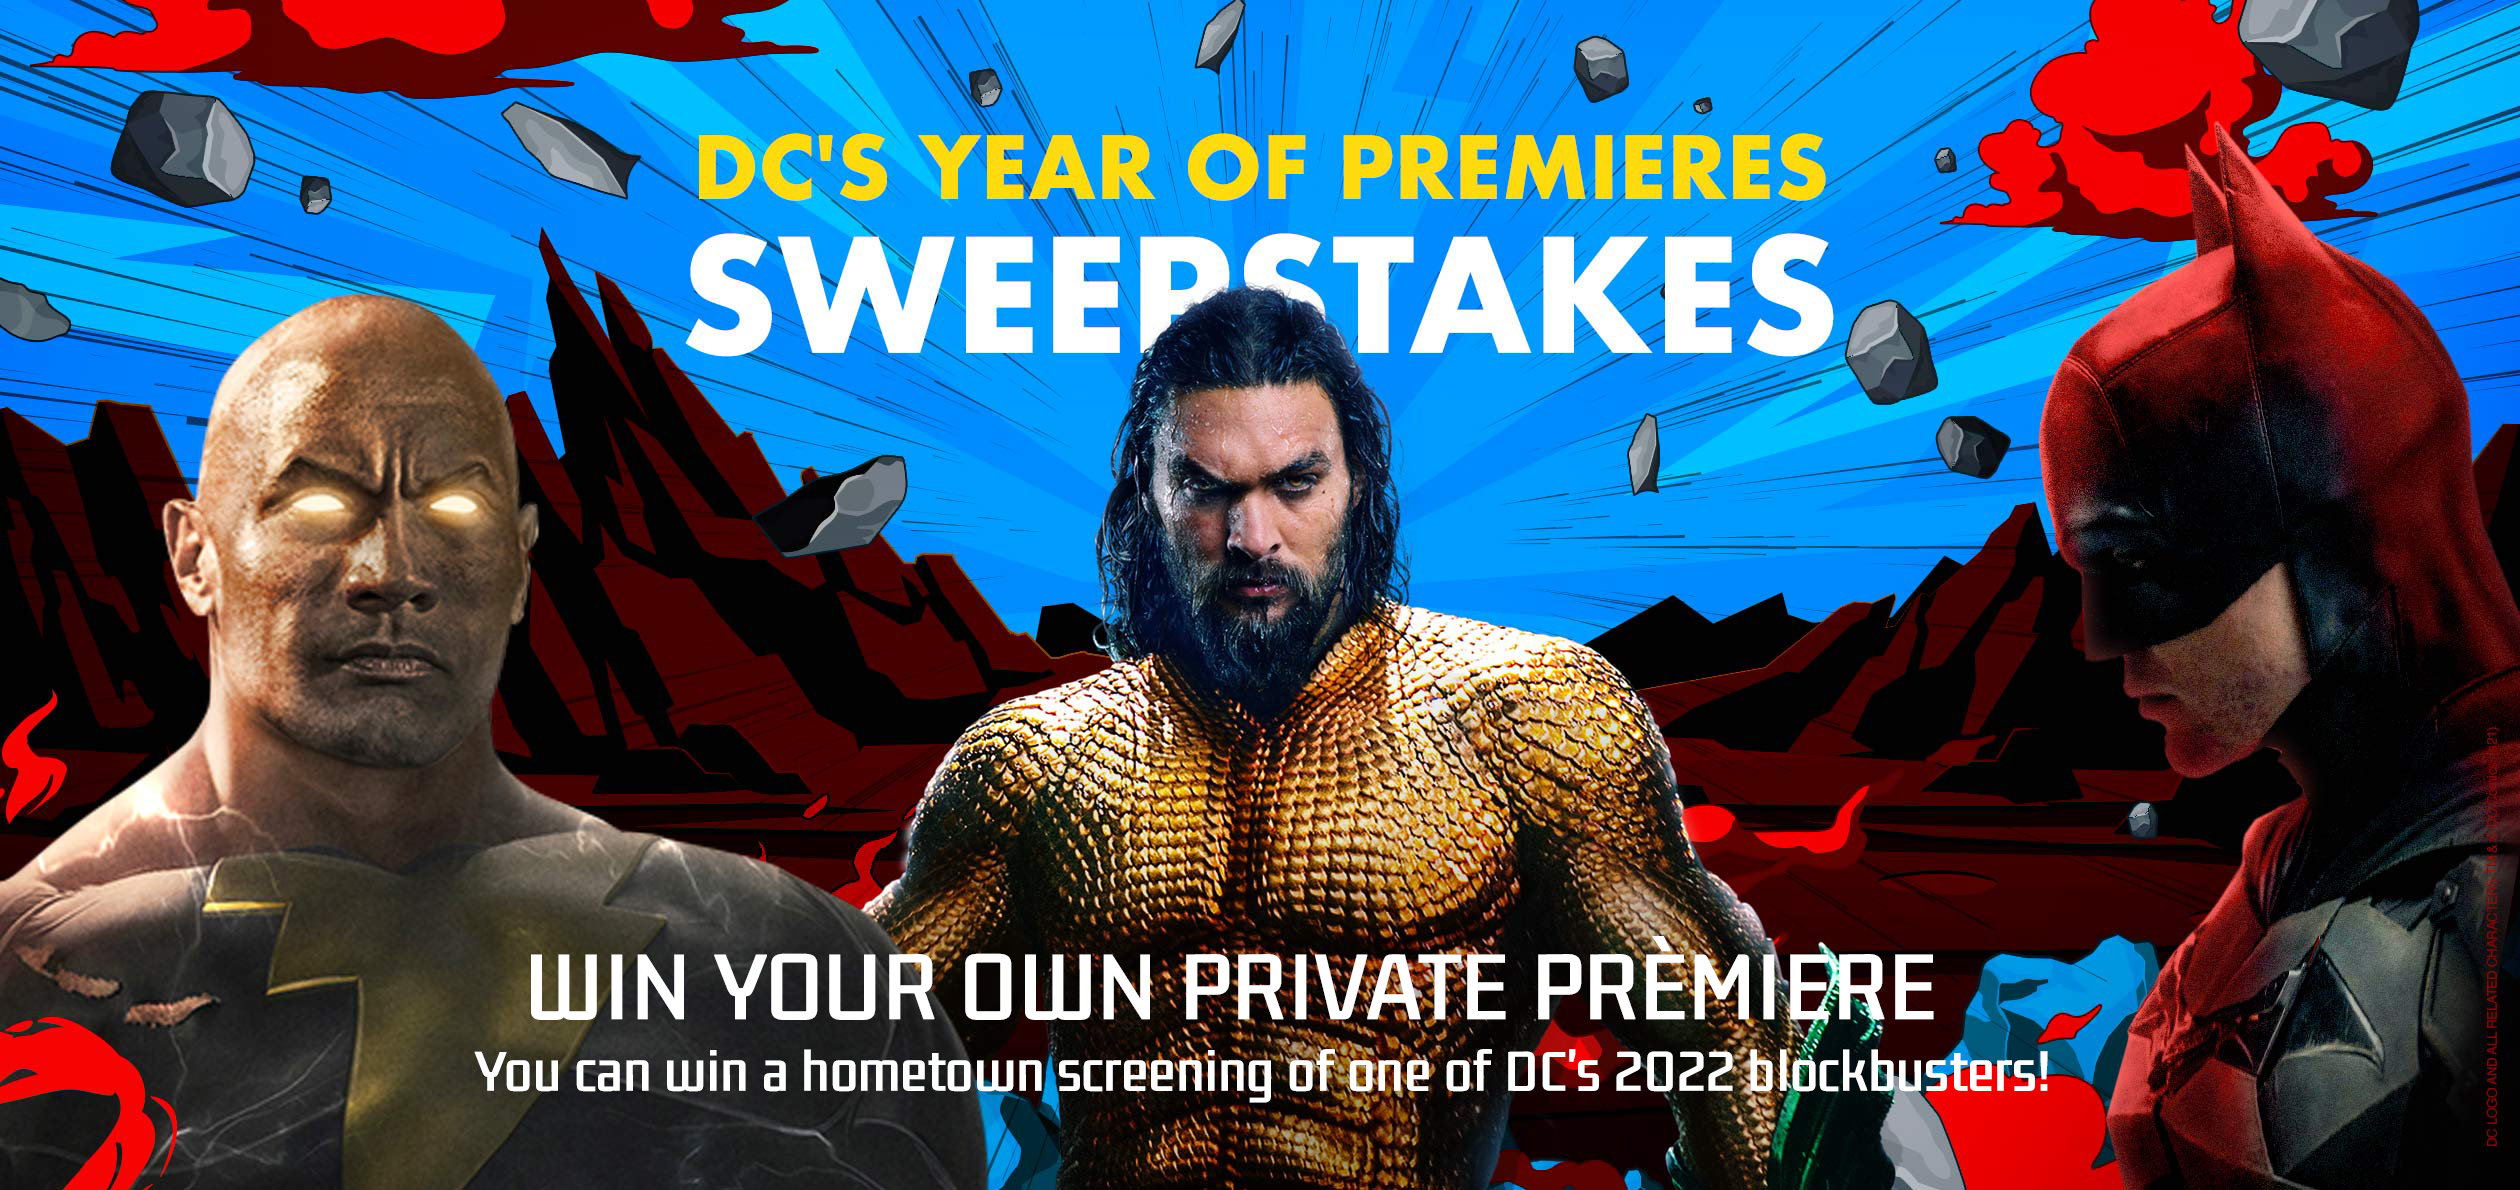 DC'S YEAR OF PREMIERES
SWEEPSTAKES
WIN YOUR OWN PRIVATE PRÈMIERE
You can win a hometown screening of one of DC's 2022 blockbusters!
DC LOGO AND ALL RELATED CHARACTERS TM &